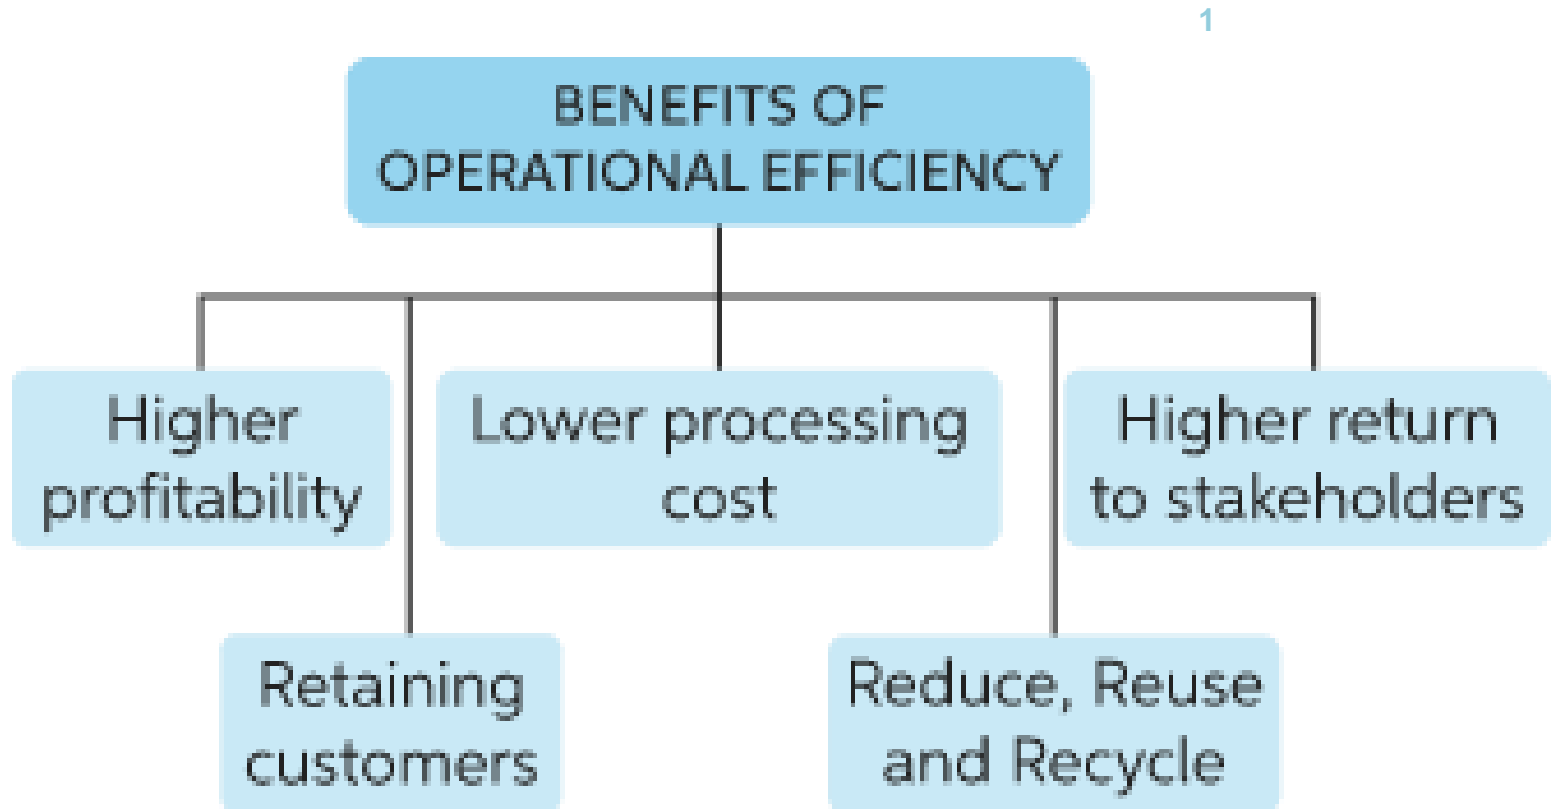 1
BENEFITS OF
OPERATIONAL EFFICIENCY
Higher
profitability
Lower processing
cost
Higher return
to stakeholders
Retaining
customers
Reduce, Reuse
and Recycle